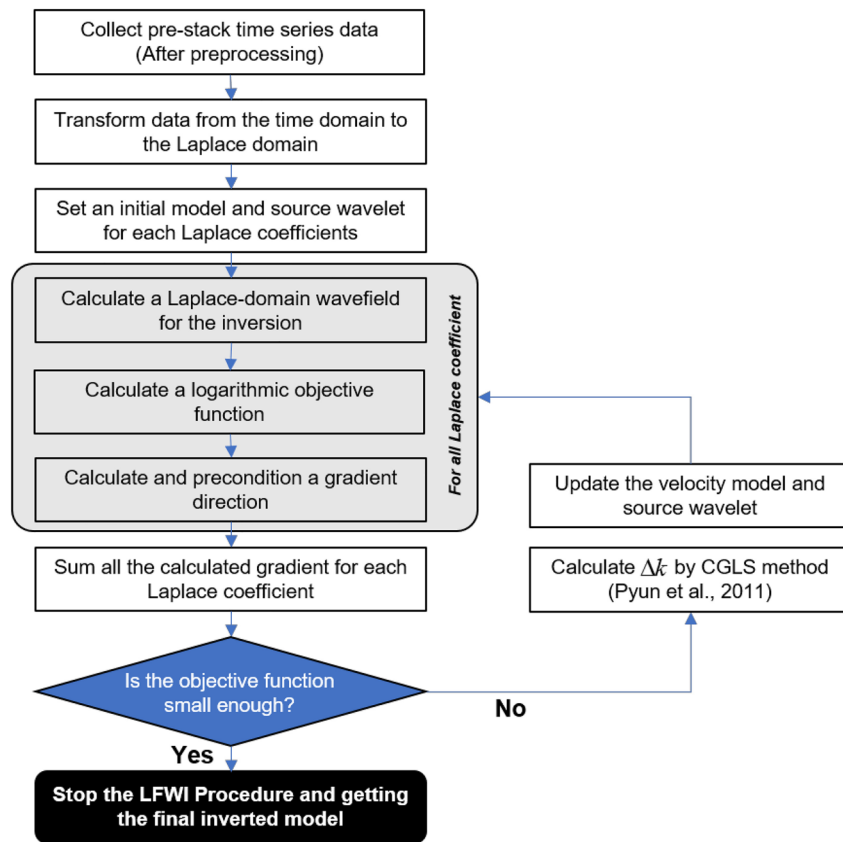 Collect pre-stack time series data
(After preprocessing)
Transform data from the time domain to
the Laplace domain
Set an initial model and source wavelet
for each Laplace coefficients
Calculate a Laplace-domain wavefield
for the inversion
Calculate a logarithmic objective
function
Calculate and precondition a gradient
direction
For all Laplace coefficient
Sum all the calculated gradient for each
Laplace coefficient
Is the objective function
small enough?
No
Yes
Stop the LFWI Procedure and getting
the final inverted model
Calculate Δk by CGLS method
(Pyun et al., 2011)
Update the velocity model and
source wavelet